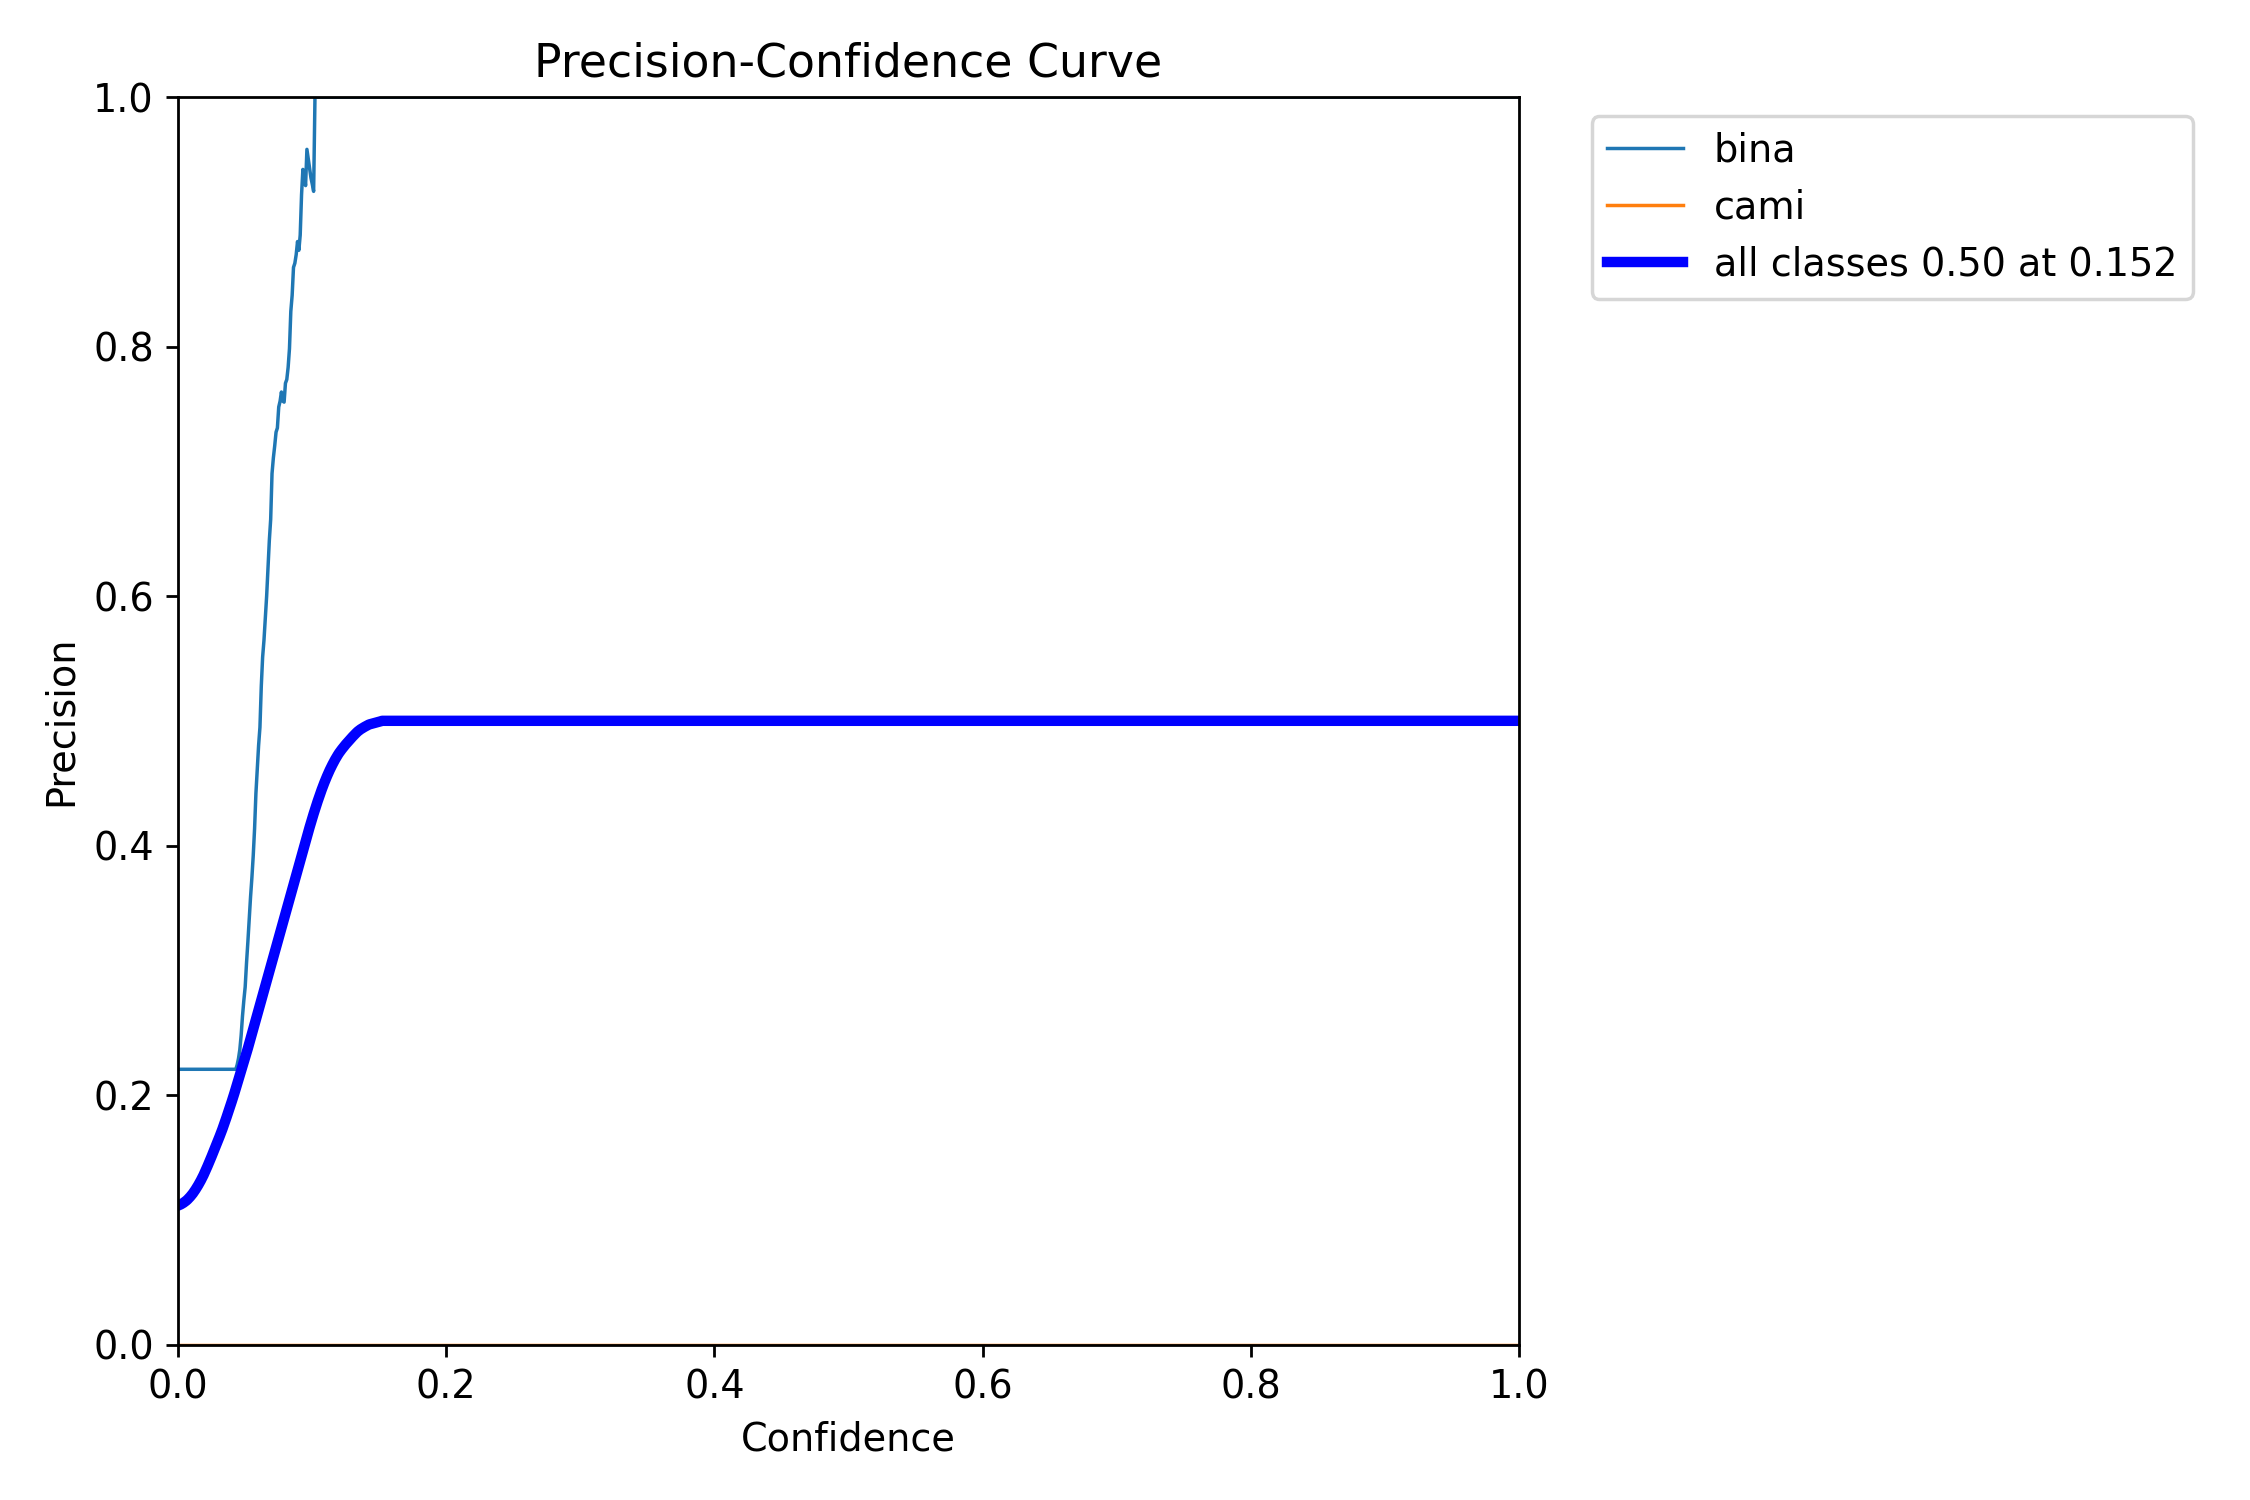 Precision-Confidence Curve
1.0
0.8
0.6
0.4
0.2
0.0
Precision
0.0 0.2 0.4 0.6 0.8 1.0
Confidence
bina
cami
all classes 0.50 at 0.152